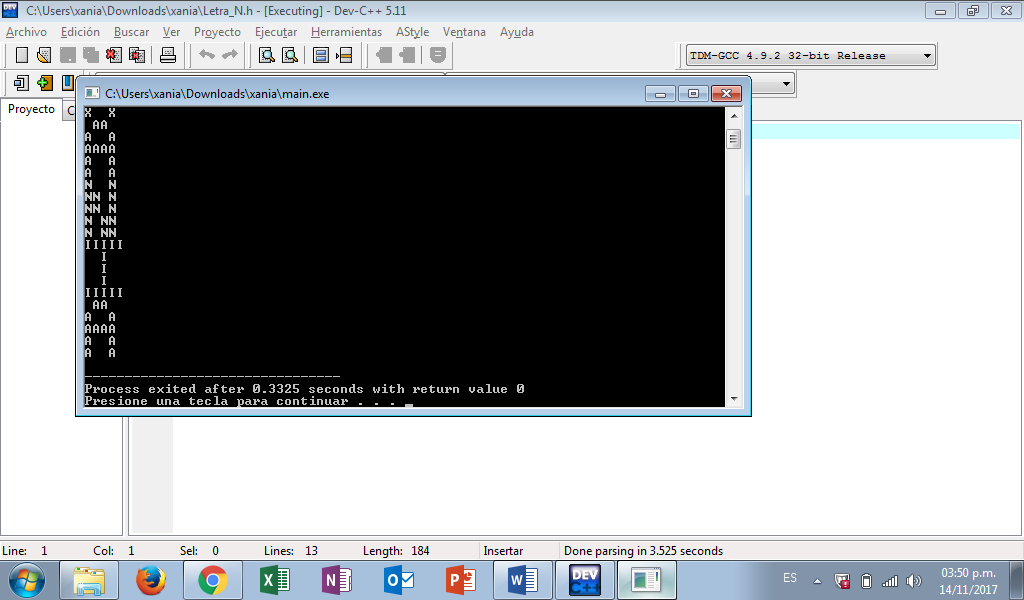 C:\Users\xania\Downloads\xania\Letra_N.h - [Executing] - Dev-C++ 5.11
Archivo Edición Buscar Ver Proyecto Ejecutar Herramientas AStyle Ventana Ayuda
TDM-GCC 4.9.2 32-bit Release
Proyecto C
C:\Users\xania\Downloads\xania\main.exe
X  X
 AA
A  A
AAAA
A  A
A  A
N  N
NN N
NN N
N NN
N NN
IIIII
  I
  I
  I
IIIII
 AA
A  A
AAAA
A  A
A  A
--------------------------------
Process exited after 0.3325 seconds with return value 0
Presione una tecla para continuar . . . _
Line: 1 Col: 1 Sel: 0 Lines: 13 Length: 184 Insertar Done parsing in 3.525 seconds
ES
03:50 p.m.
14/11/2017